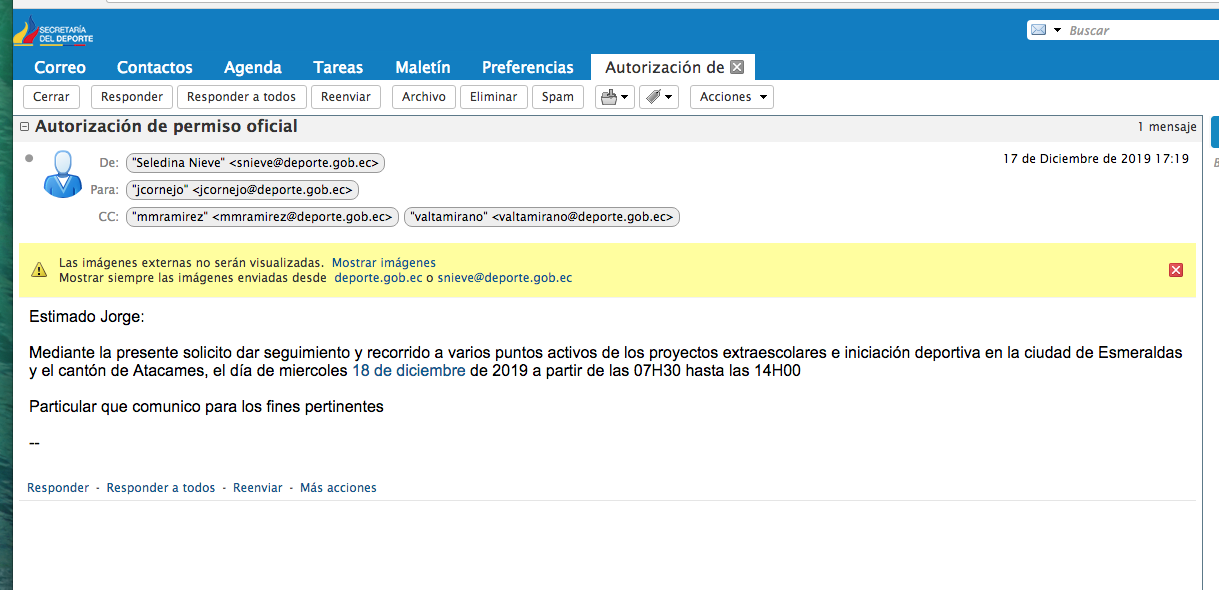 SECRETARÍA
DEL DEPORTE
Buscar
Correo Contactos Agenda Tareas Maletín Preferencias Autorización de
Cerrar Responder Responder a todos Reenviar Archivo Eliminar Spam Acciones
Autorización de permiso oficial 1 mensaje
De: "Seledina Nieve" <snieve@deporte.gob.ec> 17 de Diciembre de 2019 17:19
Para: "jcornejo" <jcornejo@deporte.gob.ec>
CC: "mmramirez" <mmramirez@deporte.gob.ec> "valtamirano" <valtamirano@deporte.gob.ec>
Las imágenes externas no serán visualizadas. Mostrar imágenes
Mostrar siempre las imágenes enviadas desde deporte.gob.ec o snieve@deporte.gob.ec
Estimado Jorge:
Mediante la presente solicito dar seguimiento y recorrido a varios puntos activos de los proyectos extraescolares e iniciación deportiva en la ciudad de Esmeraldas
y el cantón de Atacames, el día de miercoles 18 de diciembre de 2019 a partir de las 07H30 hasta las 14H00
Particular que comunico para los fines pertinentes
--
Responder - Responder a todos - Reenviar - Más acciones